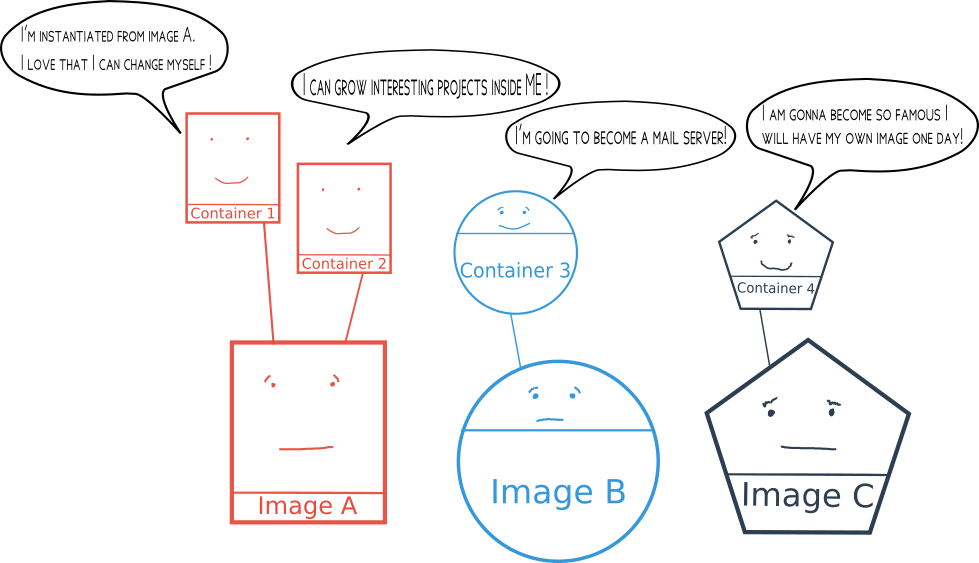 I'm instantiated from image A.
I love that I can change myself !
I can grow interesting projects inside ME !
I'm going to become a mail server!
I am gonna become so famous I
will have my own image one day!
Container 1
Container 2
Container 3
Container 4
Image A
Image B
Image C